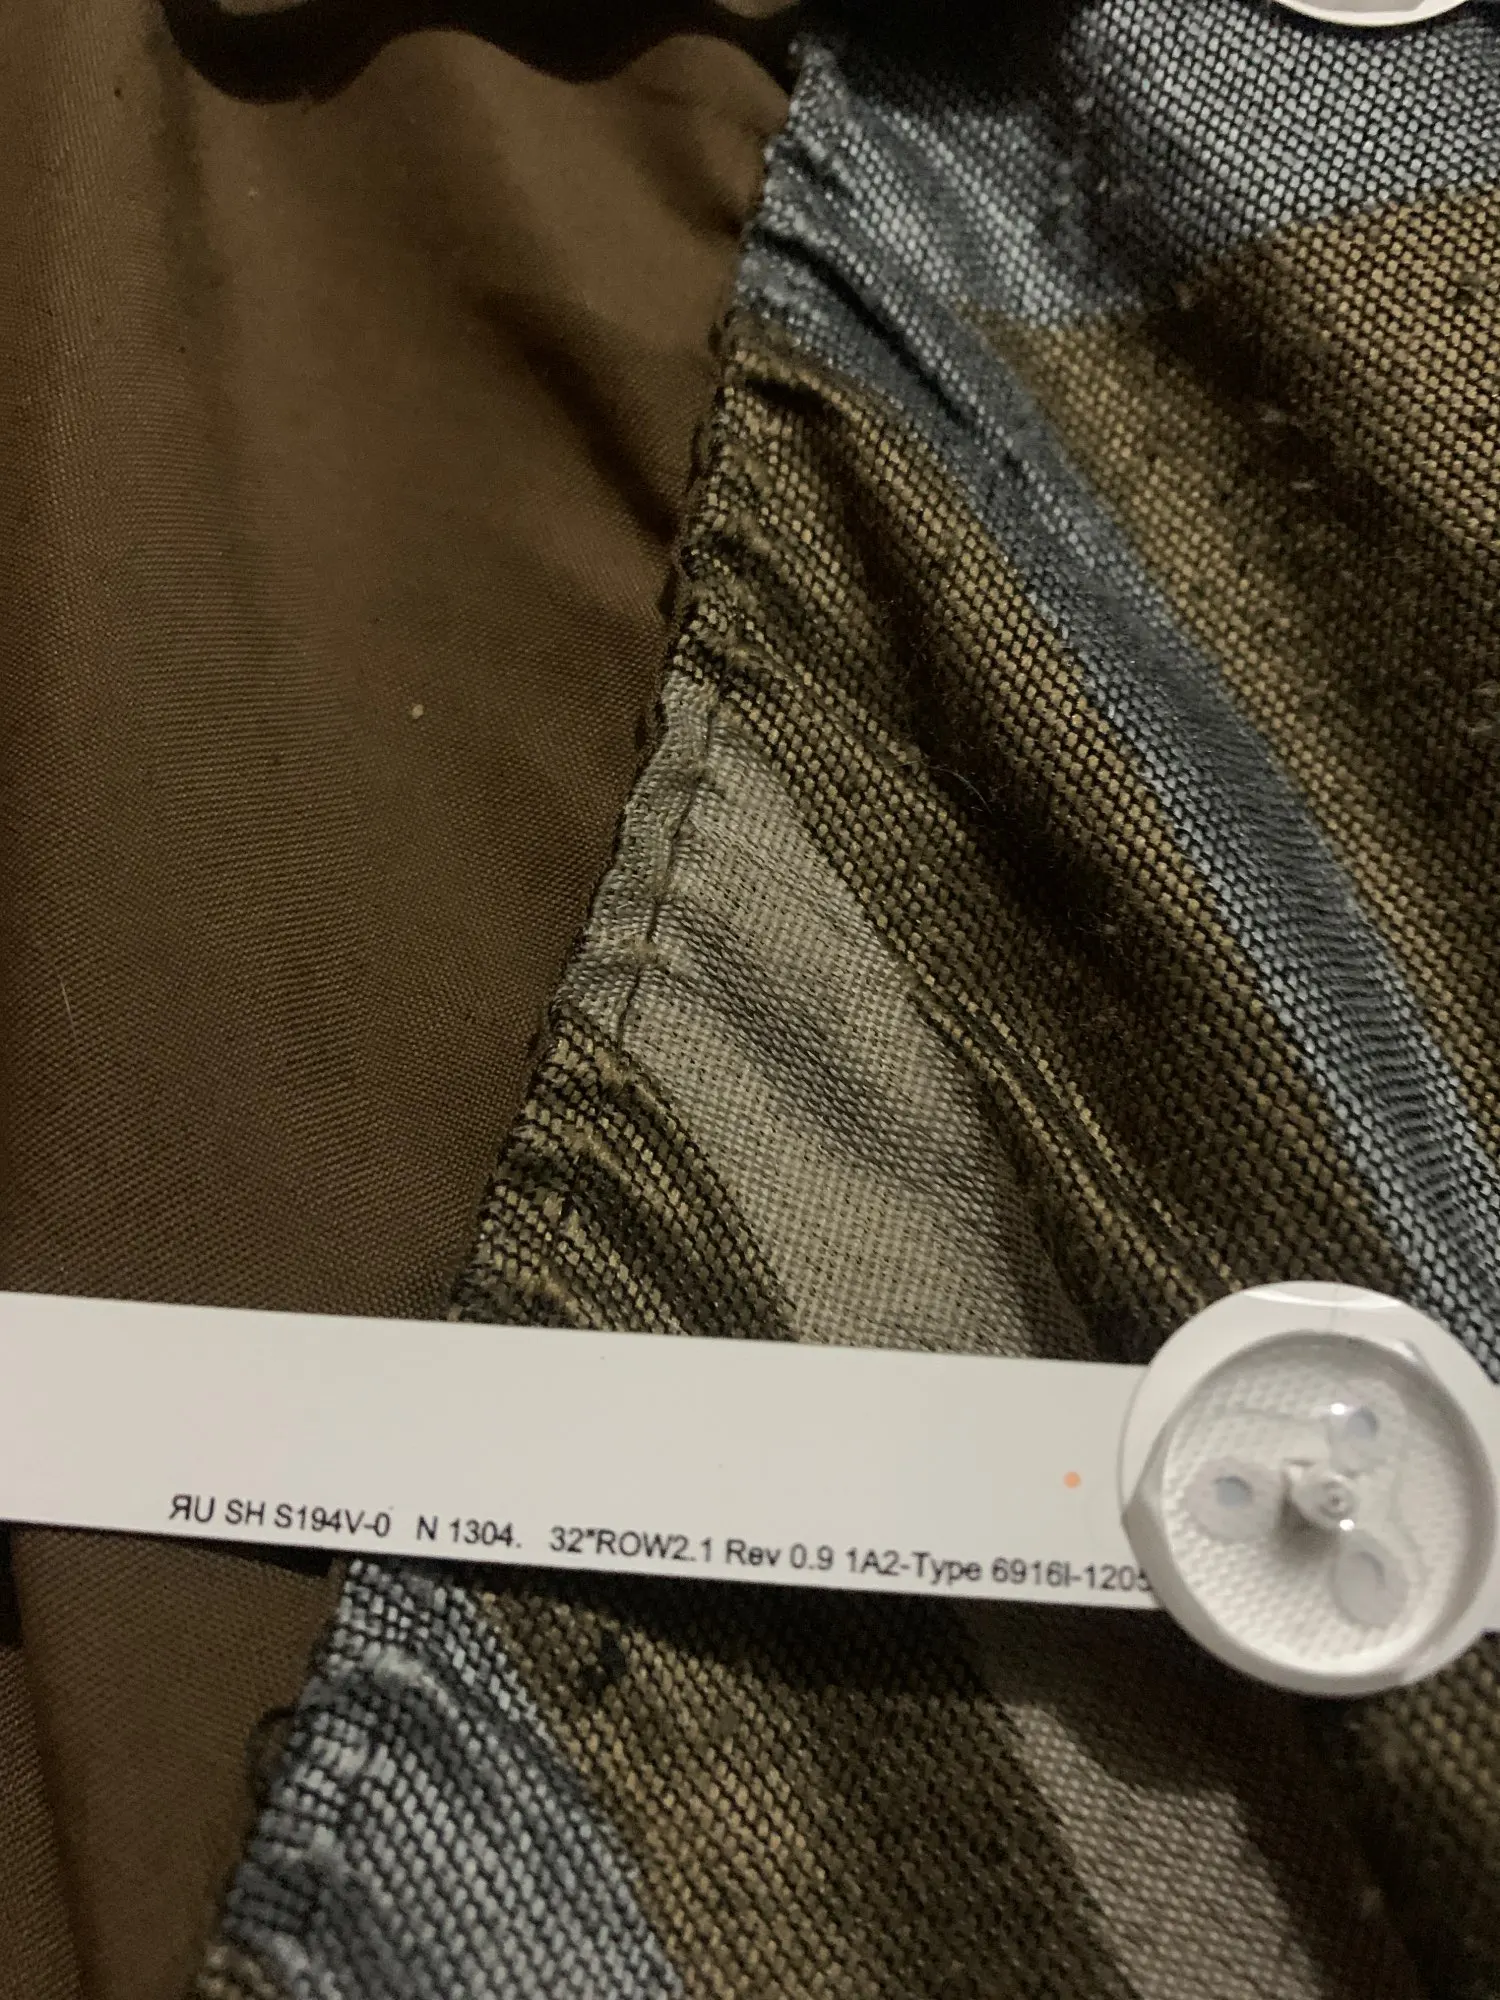 ЯU SH S194V-0 N 1304. 32"ROW2.1 Rev 0.9 1A2-Type 6916l-1205